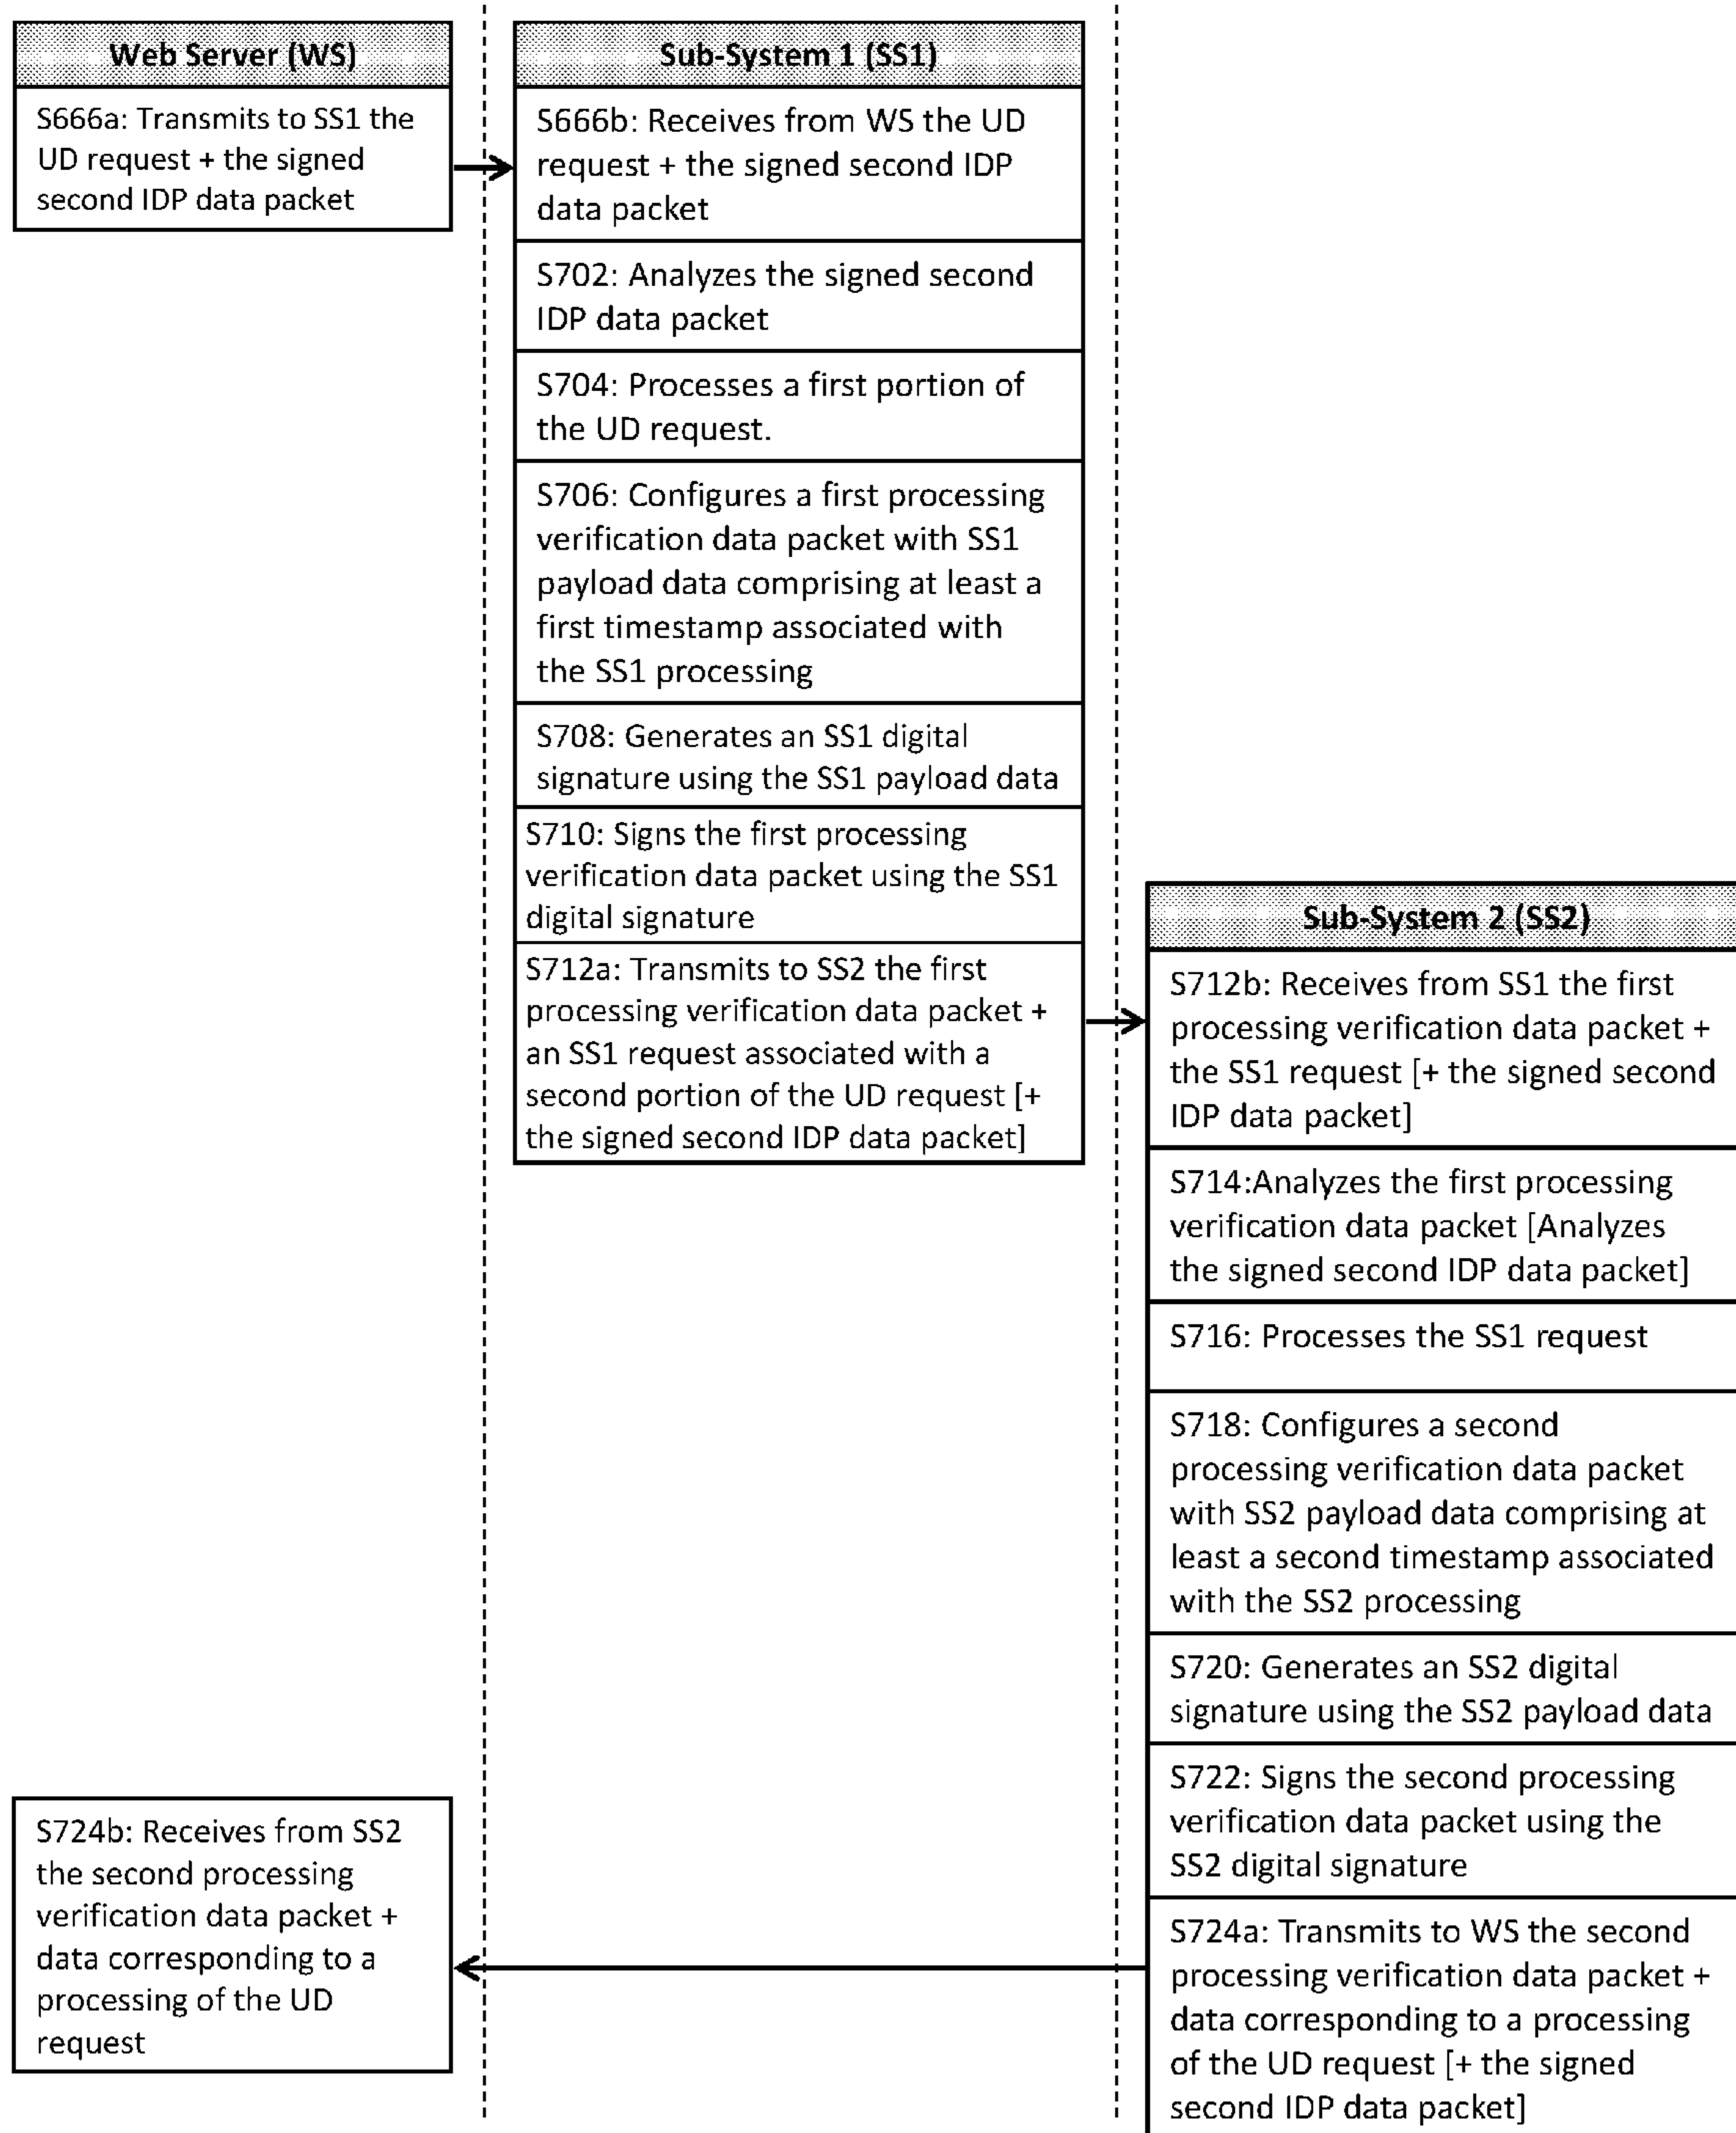 Web Server (WS)
S666a: Transmits to SS1 the
UD request + the signed
second IDP data packet
Sub-System 1 (SS1)
S666b: Receives from WS the UD
request + the signed second IDP
data packet
S702: Analyzes the signed second
IDP data packet
S704: Processes a first portion of
the UD request.
S706: Configures a first processing
verification data packet with SS1
payload data comprising at least a
first timestamp associated with
the SS1 processing
S708: Generates an SS1 digital
signature using the SS1 payload data
S710: Signs the first processing
verification data packet using the SS1
digital signature
S712a: Transmits to SS2 the first
processing verification data packet +
an SS1 request associated with a
second portion of the UD request [+
the signed second IDP data packet]
Sub-System 2 (SS2)
S712b: Receives from SS1 the first
processing verification data packet +
the SS1 request [+ the signed second
IDP data packet]
S714:Analyzes the first processing
verification data packet [Analyzes
the signed second IDP data packet]
S716: Processes the SS1 request
S718: Configures a second
processing verification data packet
with SS2 payload data comprising at
least a second timestamp associated
with the SS2 processing
S720: Generates an SS2 digital
signature using the SS2 payload data
S722: Signs the second processing
verification data packet using the
SS2 digital signature
S724a: Transmits to WS the second
processing verification data packet +
data corresponding to a processing
of the UD request [+ the signed
second IDP data packet]
S724b: Receives from SS2
the second processing
verification data packet +
data corresponding to a
processing of the UD
request